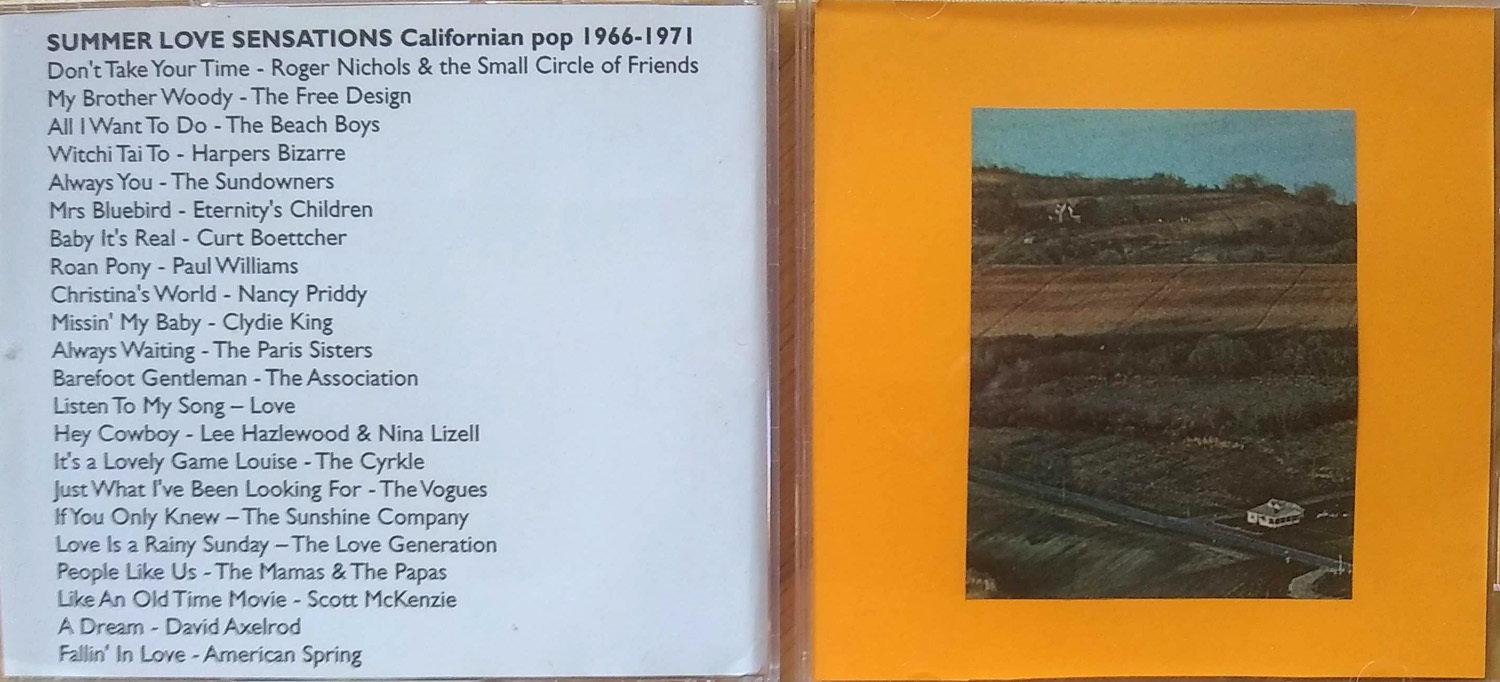 SUMMER LOVE SENSATIONS Californian pop 1966-1971
Don't Take Your Time - Roger Nichols & the Small Circle of Friends
My Brother Woody - The Free Design
All I Want To Do - The Beach Boys
Witchi Tai To - Harpers Bizarre
Always You - The Sundowners
Mrs Bluebird - Eternity's Children
Baby It's Real - Curt Boettcher
Roan Pony - Paul Williams
Christina's World - Nancy Priddy
Missin' My Baby - Clydie King
Always Waiting - The Paris Sisters
Barefoot Gentleman - The Association
Listen To My Song – Love
Hey Cowboy - Lee Hazlewood & Nina Lizell
It's a Lovely Game Louise - The Cyrkle
Just What I've Been Looking For - The Vogues
If You Only Knew – The Sunshine Company
Love Is a Rainy Sunday – The Love Generation
People Like Us - The Mamas & The Papas
Like An Old Time Movie - Scott McKenzie
A Dream - David Axelrod
Fallin' In Love - American Spring